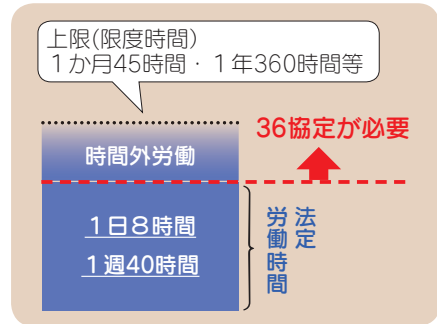 上限(限度時間)
１か月45時間・１年360時間等
36協定が必要
時間外労働
１日８時間
１週40時間
法定
労働時間